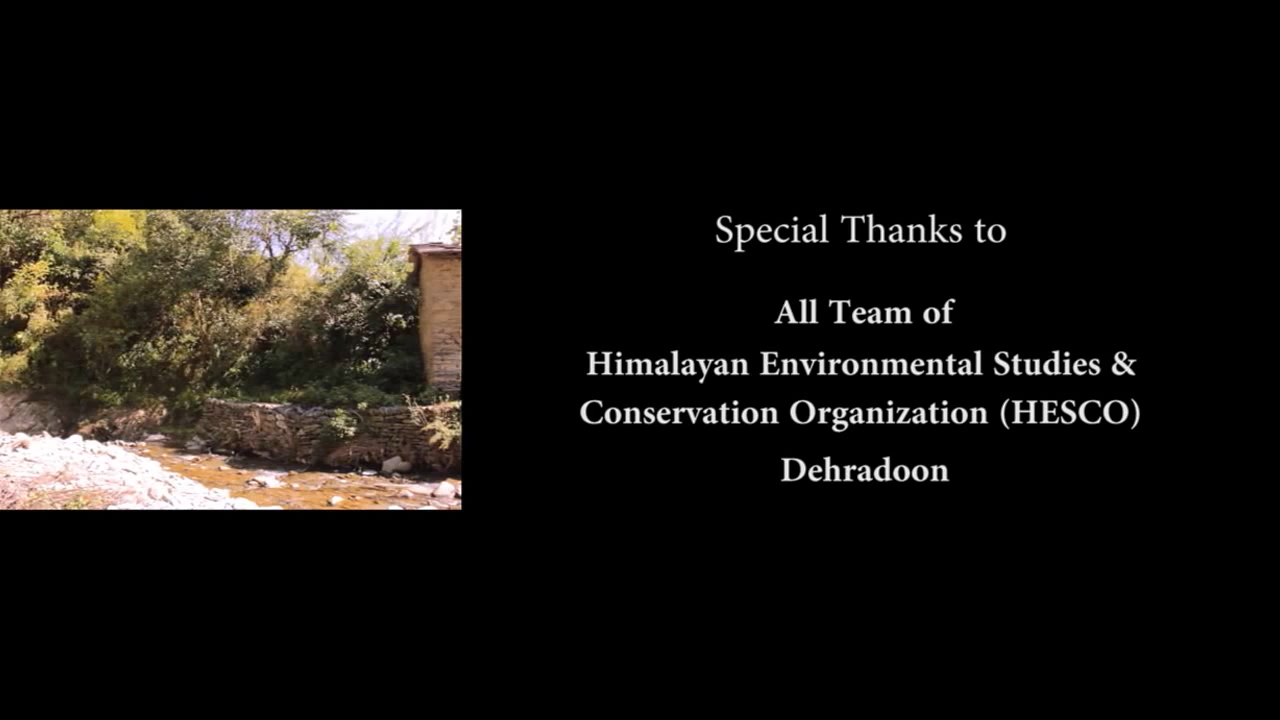 Special Thanks to
All Team of
Himalayan Environmental Studies &
Conservation Organization (HESCO)
Dehradoon